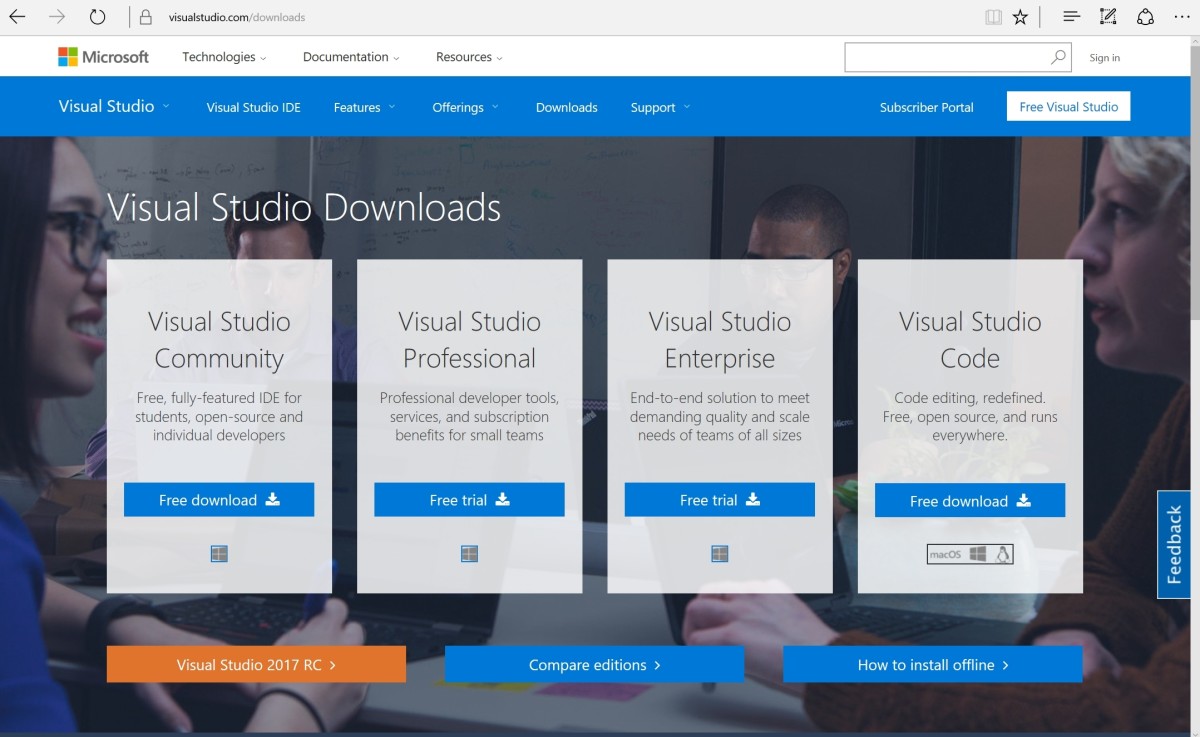 visualstudio.com/downloads
Microsoft Technologies Documentation Resources Sign in
Visual Studio Visual Studio IDE Features Offerings Downloads Support Subscriber Portal Free Visual Studio
Visual Studio Downloads
Visual Studio
Community
Free, fully-featured IDE for
students, open-source and
individual developers
Free download
Visual Studio
Professional
Professional developer tools,
services, and subscription
benefits for small teams
Free trial
Visual Studio
Enterprise
End-to-end solution to meet
demanding quality and scale
needs of teams of all sizes
Free trial
Visual Studio
Code
Code editing, redefined.
Free, open source, and runs
everywhere.
Free download
macOS
Feedback
Visual Studio 2017 RC
Compare editions
How to install offline